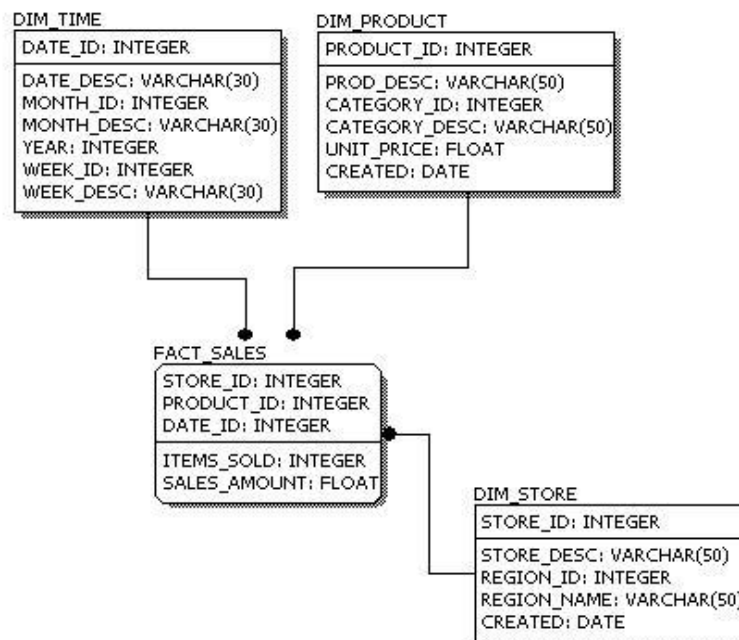 DIM_TIME
DATE_ID: INTEGER
DATE_DESC: VARCHAR(30)
MONTH_ID: INTEGER
MONTH_DESC: VARCHAR(30)
YEAR: INTEGER
WEEK_ID: INTEGER
WEEK_DESC: VARCHAR(30)
DIM_PRODUCT
PRODUCT_ID: INTEGER
PROD_DESC: VARCHAR(50)
CATEGORY_ID: INTEGER
CATEGORY_DESC: VARCHAR(50)
UNIT_PRICE: FLOAT
CREATED: DATE
FACT_SALES
STORE_ID: INTEGER
PRODUCT_ID: INTEGER
DATE_ID: INTEGER
ITEMS_SOLD: INTEGER
SALES_AMOUNT: FLOAT
DIM_STORE
STORE_ID: INTEGER
STORE_DESC: VARCHAR(50)
REGION_ID: INTEGER
REGION_NAME: VARCHAR(50)
CREATED: DATE